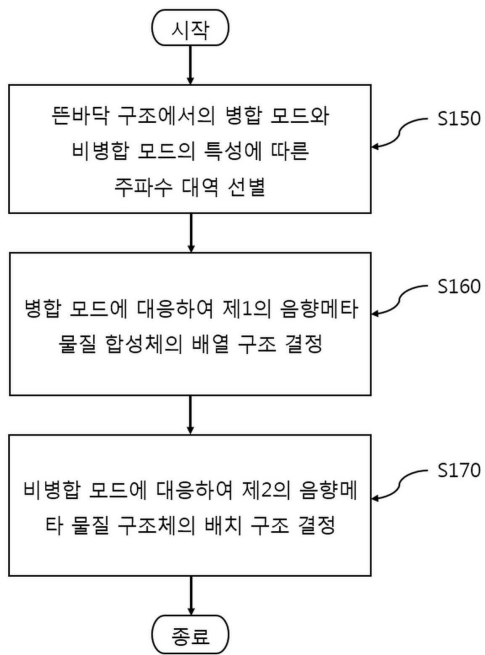 시작
뜬바닥 구조에서의 병합 모드와
비병합 모드의 특성에 따른
주파수 대역 선별
S150
병합 모드에 대응하여 제1의 음향메타
물질 합성체의 배열 구조 결정
S160
비병합 모드에 대응하여 제2의 음향메
타 물질 구조체의 배치 구조 결정
S170
종료